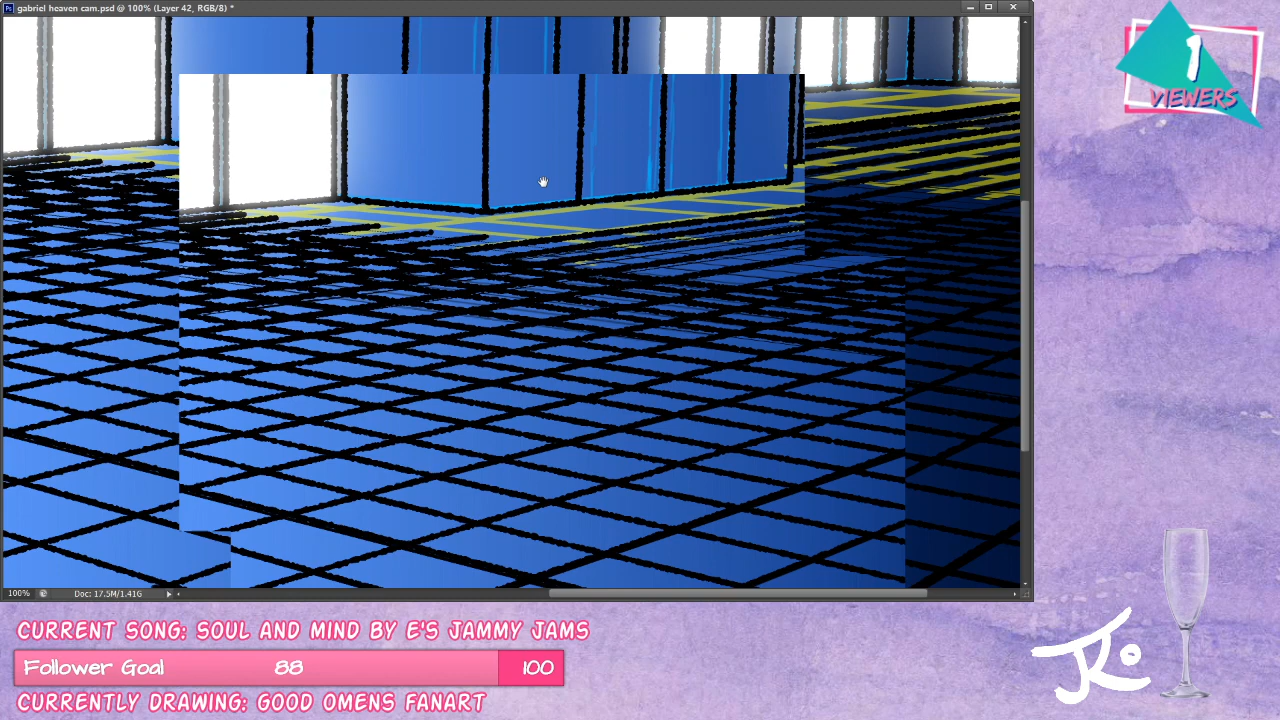 gabriel heaven cam.psd @ 100% (Layer 42, RGB/8) *
1
VIEWERS
100%
Doc: 17.5M/1.41G
CURRENT SONG: SOUL AND MIND BY E'S JAMMY JAMS
Follower Goal 88 100
CURRENTLY DRAWING: GOOD OMENS FANART